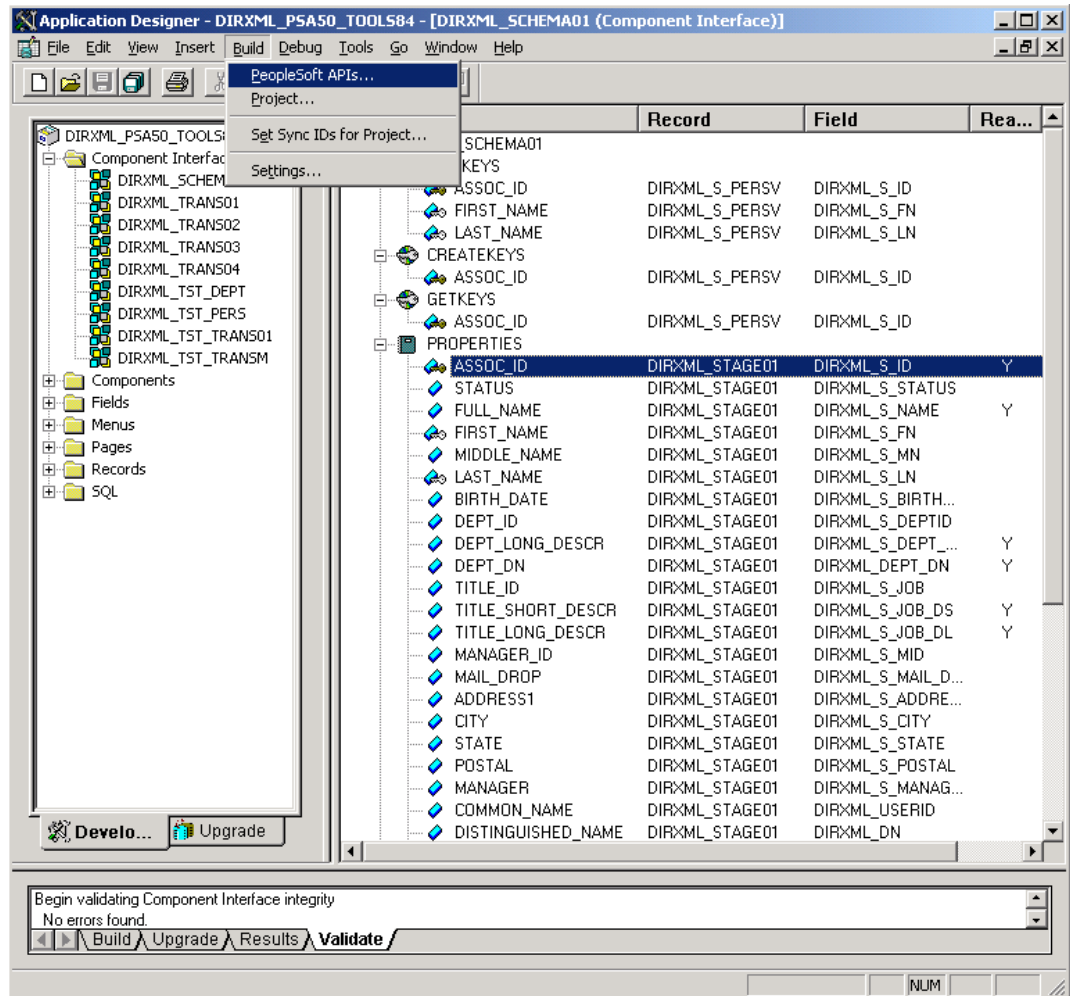 Application Designer - DIRXML_PSA50_TOOLS84 - [DIRXML_SCHEMA01 (Component Interface)]
File Edit View Insert Build Debug Tools Go Window Help
PeopleSoft APIs...
Project...
Set Sync IDs for Project...
Settings...
DIRXML_PSA50_TOOLS
Component Interfac
DIRXML_SCHEM
DIRXML_TRANS01
DIRXML_TRANS02
DIRXML_TRANS03
DIRXML_TRANS04
DIRXML_TST_DEPT
DIRXML_TST_PERS
DIRXML_TST_TRANS01
DIRXML_TST_TRANSM
Components
Fields
Menus
Pages
Records
SQL
Develo... Upgrade
Record Field Rea...
_SCHEMA01
KEYS
ASSOC_ID DIRXML_S_PERSV DIRXML_S_ID
FIRST_NAME DIRXML_S_PERSV DIRXML_S_FN
LAST_NAME DIRXML_S_PERSV DIRXML_S_LN
CREATEKEYS
ASSOC_ID DIRXML_S_PERSV DIRXML_S_ID
GETKEYS
ASSOC_ID DIRXML_S_PERSV DIRXML_S_ID
PROPERTIES
ASSOC_ID DIRXML_STAGE01 DIRXML_S_ID Y
STATUS DIRXML_STAGE01 DIRXML_S_STATUS
FULL_NAME DIRXML_STAGE01 DIRXML_S_NAME Y
FIRST_NAME DIRXML_STAGE01 DIRXML_S_FN
MIDDLE_NAME DIRXML_STAGE01 DIRXML_S_MN
LAST_NAME DIRXML_STAGE01 DIRXML_S_LN
BIRTH_DATE DIRXML_STAGE01 DIRXML_S_BIRTH...
DEPT_ID DIRXML_STAGE01 DIRXML_S_DEPTID
DEPT_LONG_DESCR DIRXML_STAGE01 DIRXML_S_DEPT_... Y
DEPT_DN DIRXML_STAGE01 DIRXML_DEPT_DN Y
TITLE_ID DIRXML_STAGE01 DIRXML_S_JOB
TITLE_SHORT_DESCR DIRXML_STAGE01 DIRXML_S_JOB_DS Y
TITLE_LONG_DESCR DIRXML_STAGE01 DIRXML_S_JOB_DL Y
MANAGER_ID DIRXML_STAGE01 DIRXML_S_MID
MAIL_DROP DIRXML_STAGE01 DIRXML_S_MAIL_D...
ADDRESS1 DIRXML_STAGE01 DIRXML_S_ADDRE...
CITY DIRXML_STAGE01 DIRXML_S_CITY
STATE DIRXML_STAGE01 DIRXML_S_STATE
POSTAL DIRXML_STAGE01 DIRXML_S_POSTAL
MANAGER DIRXML_STAGE01 DIRXML_S_MANAG...
COMMON_NAME DIRXML_STAGE01 DIRXML_USERID
DISTINGUISHED_NAME DIRXML_STAGE01 DIRXML_DN
Begin validating Component Interface integrity
No errors found.
Build Upgrade Results Validate
NUM